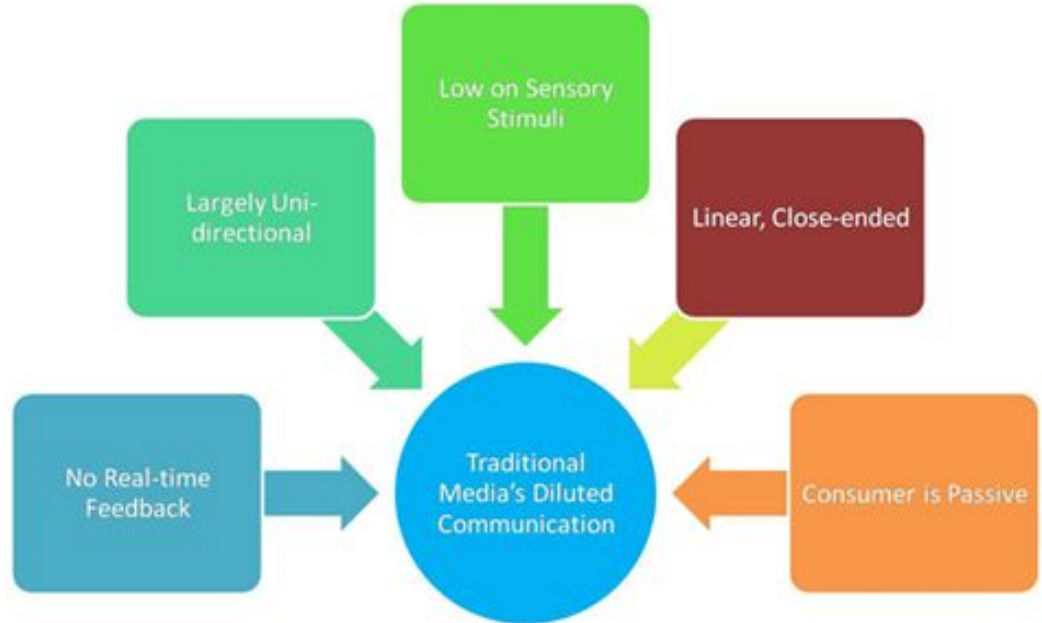 Low on Sensory
Stimuli
Largely Uni-
directional
Linear, Close-ended
No Real-time
Feedback
Traditional
Media's Diluted
Communication
Consumer is Passive